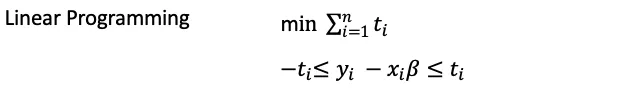 Linear Programming min ∑ⁿᵢ₌₁ tᵢ
−tᵢ ≤ yᵢ − xᵢβ ≤ tᵢ